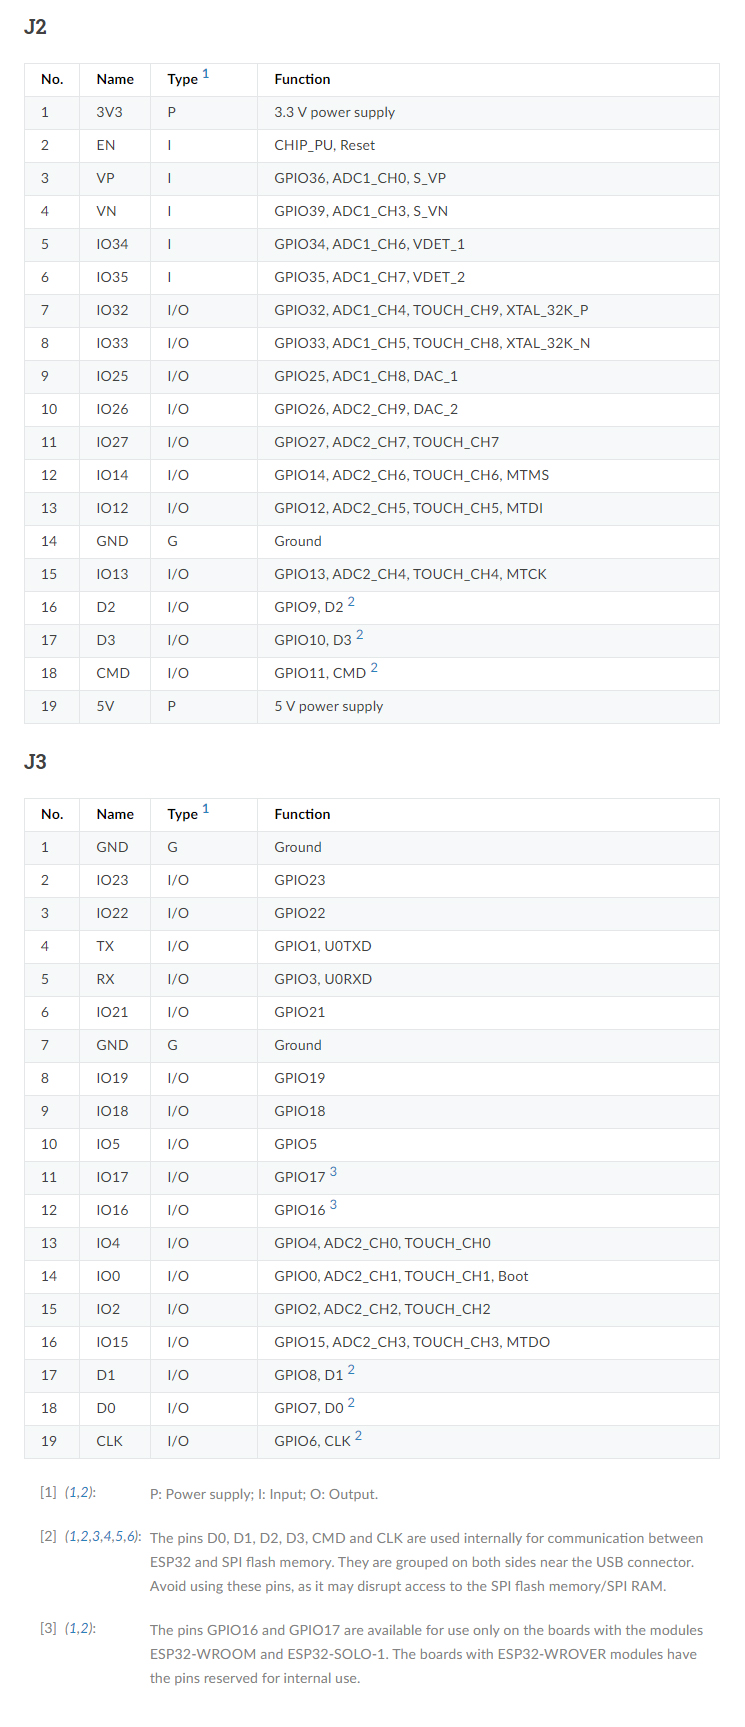 J2
No. Name Type 1 Function
1 3V3 P 3.3 V power supply
2 EN I CHIP_PU, Reset
3 VP I GPIO36, ADC1_CH0, S_VP
4 VN I GPIO39, ADC1_CH3, S_VN
5 IO34 I GPIO34, ADC1_CH6, VDET_1
6 IO35 I GPIO35, ADC1_CH7, VDET_2
7 IO32 I/O GPIO32, ADC1_CH4, TOUCH_CH9, XTAL_32K_P
8 IO33 I/O GPIO33, ADC1_CH5, TOUCH_CH8, XTAL_32K_N
9 IO25 I/O GPIO25, ADC1_CH8, DAC_1
10 IO26 I/O GPIO26, ADC2_CH9, DAC_2
11 IO27 I/O GPIO27, ADC2_CH7, TOUCH_CH7
12 IO14 I/O GPIO14, ADC2_CH6, TOUCH_CH6, MTMS
13 IO12 I/O GPIO12, ADC2_CH5, TOUCH_CH5, MTDI
14 GND G Ground
15 IO13 I/O GPIO13, ADC2_CH4, TOUCH_CH4, MTCK
16 D2 I/O GPIO9, D2 2
17 D3 I/O GPIO10, D3 2
18 CMD I/O GPIO11, CMD 2
19 5V P 5 V power supply
J3
No. Name Type 1 Function
1 GND G Ground
2 IO23 I/O GPIO23
3 IO22 I/O GPIO22
4 TX I/O GPIO1, U0TXD
5 RX I/O GPIO3, U0RXD
6 IO21 I/O GPIO21
7 GND G Ground
8 IO19 I/O GPIO19
9 IO18 I/O GPIO18
10 IO5 I/O GPIO5
11 IO17 I/O GPIO17 3
12 IO16 I/O GPIO16 3
13 IO4 I/O GPIO4, ADC2_CH0, TOUCH_CH0
14 IO0 I/O GPIO0, ADC2_CH1, TOUCH_CH1, Boot
15 IO2 I/O GPIO2, ADC2_CH2, TOUCH_CH2
16 IO15 I/O GPIO15, ADC2_CH3, TOUCH_CH3, MTDO
17 D1 I/O GPIO8, D1 2
18 D0 I/O GPIO7, D0 2
19 CLK I/O GPIO6, CLK 2
[1] (1,2): P: Power supply; I: Input; O: Output.
[2] (1,2,3,4,5,6): The pins D0, D1, D2, D3, CMD and CLK are used internally for communication between
ESP32 and SPI flash memory. They are grouped on both sides near the USB connector.
Avoid using these pins, as it may disrupt access to the SPI flash memory/SPI RAM.
[3] (1,2): The pins GPIO16 and GPIO17 are available for use only on the boards with the modules
ESP32-WROOM and ESP32-SOLO-1. The boards with ESP32-WROVER modules have
the pins reserved for internal use.